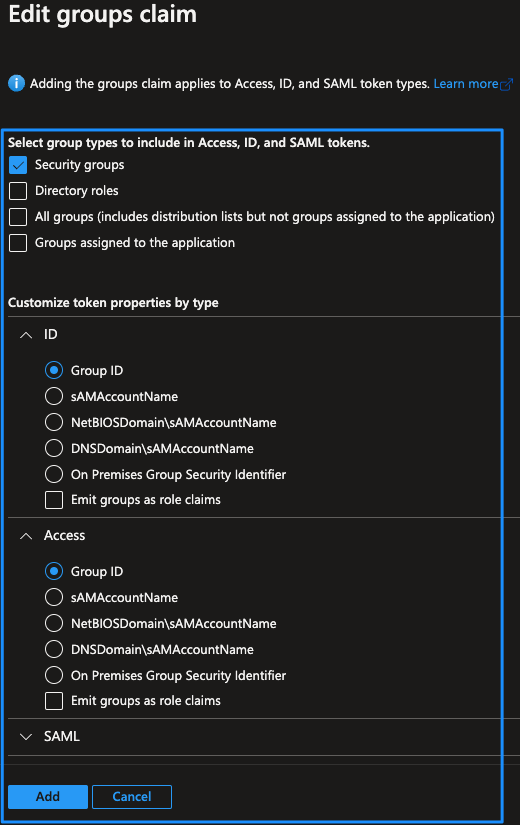 Edit groups claim
Adding the groups claim applies to Access, ID, and SAML token types. Learn more
Select group types to include in Access, ID, and SAML tokens.
Security groups
Directory roles
All groups (includes distribution lists but not groups assigned to the application)
Groups assigned to the application
Customize token properties by type
ID
Group ID
sAMAccountName
NetBIOSDomain\sAMAccountName
DNSDomain\sAMAccountName
On Premises Group Security Identifier
Emit groups as role claims
Access
Group ID
sAMAccountName
NetBIOSDomain\sAMAccountName
DNSDomain\sAMAccountName
On Premises Group Security Identifier
Emit groups as role claims
SAML
Add Cancel